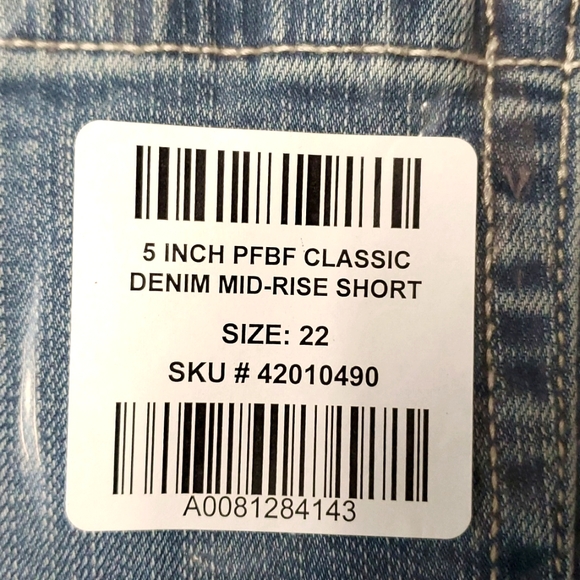 5 INCH PFBF CLASSIC
DENIM MID-RISE SHORT
SIZE: 22
SKU # 42010490
A0081284143